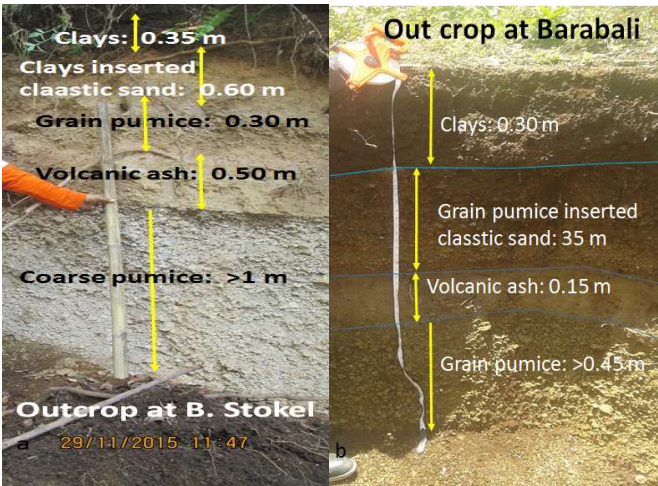 Clays: 0.35 m
Clays inserted
claastic sand: 0.60 m
Grain pumice: 0.30 m
Volcanic ash: 0.50 m
Coarse pumice: >1 m
Outcrop at B. Stokel
a
29/11/2015 11:47
Out crop at Barabali
Clays: 0.30 m
Grain pumice inserted
classtic sand: 35 m
Volcanic ash: 0.15 m
Grain pumice: >0.45 m
b